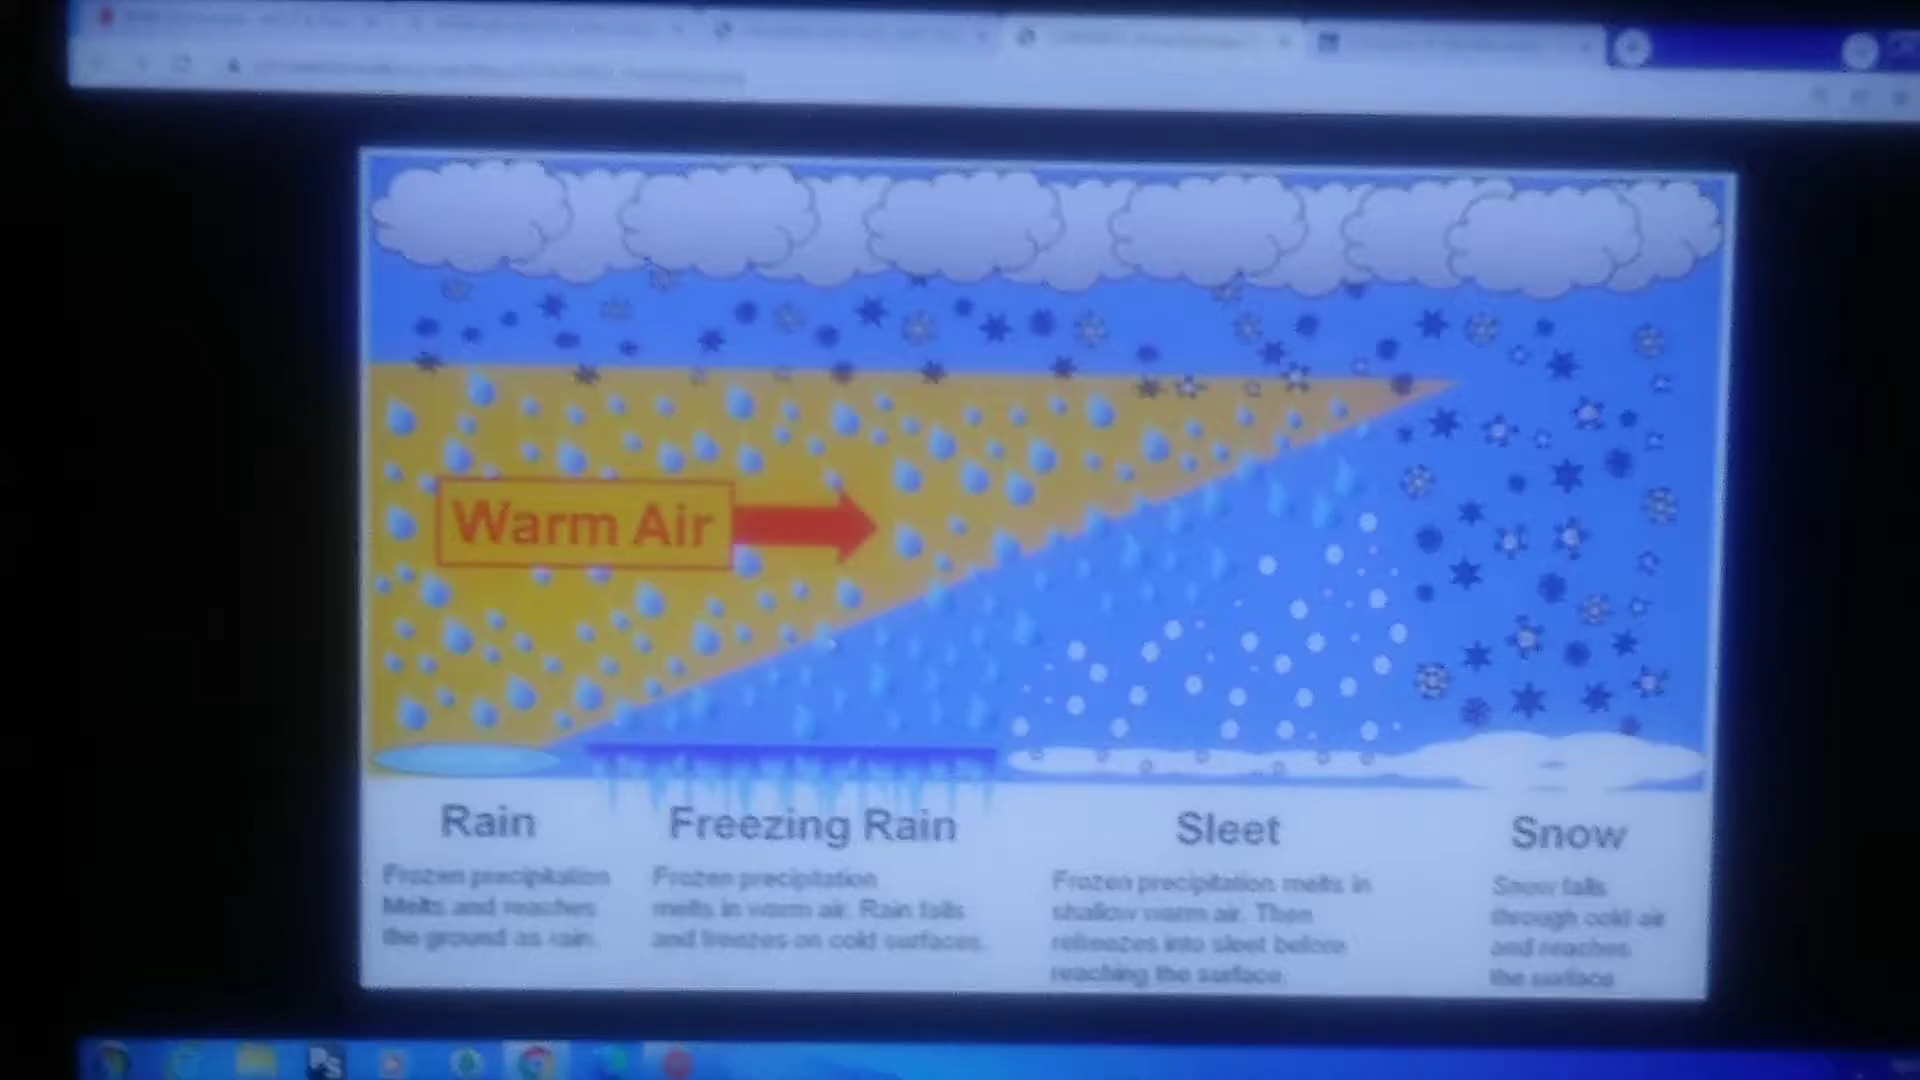 Warm Air
Rain
Freezing Rain
Sleet
Snow
Frozen precipitation
Melts and reaches
the ground as rain.
Frozen precipitation
melts in warm air. Rain falls
and freezes on cold surfaces.
Frozen precipitation melts in
shallow warm air. Then
refreezes into sleet before
reaching the surface.
Snow falls
through cold air
and reaches
the surface
Ps